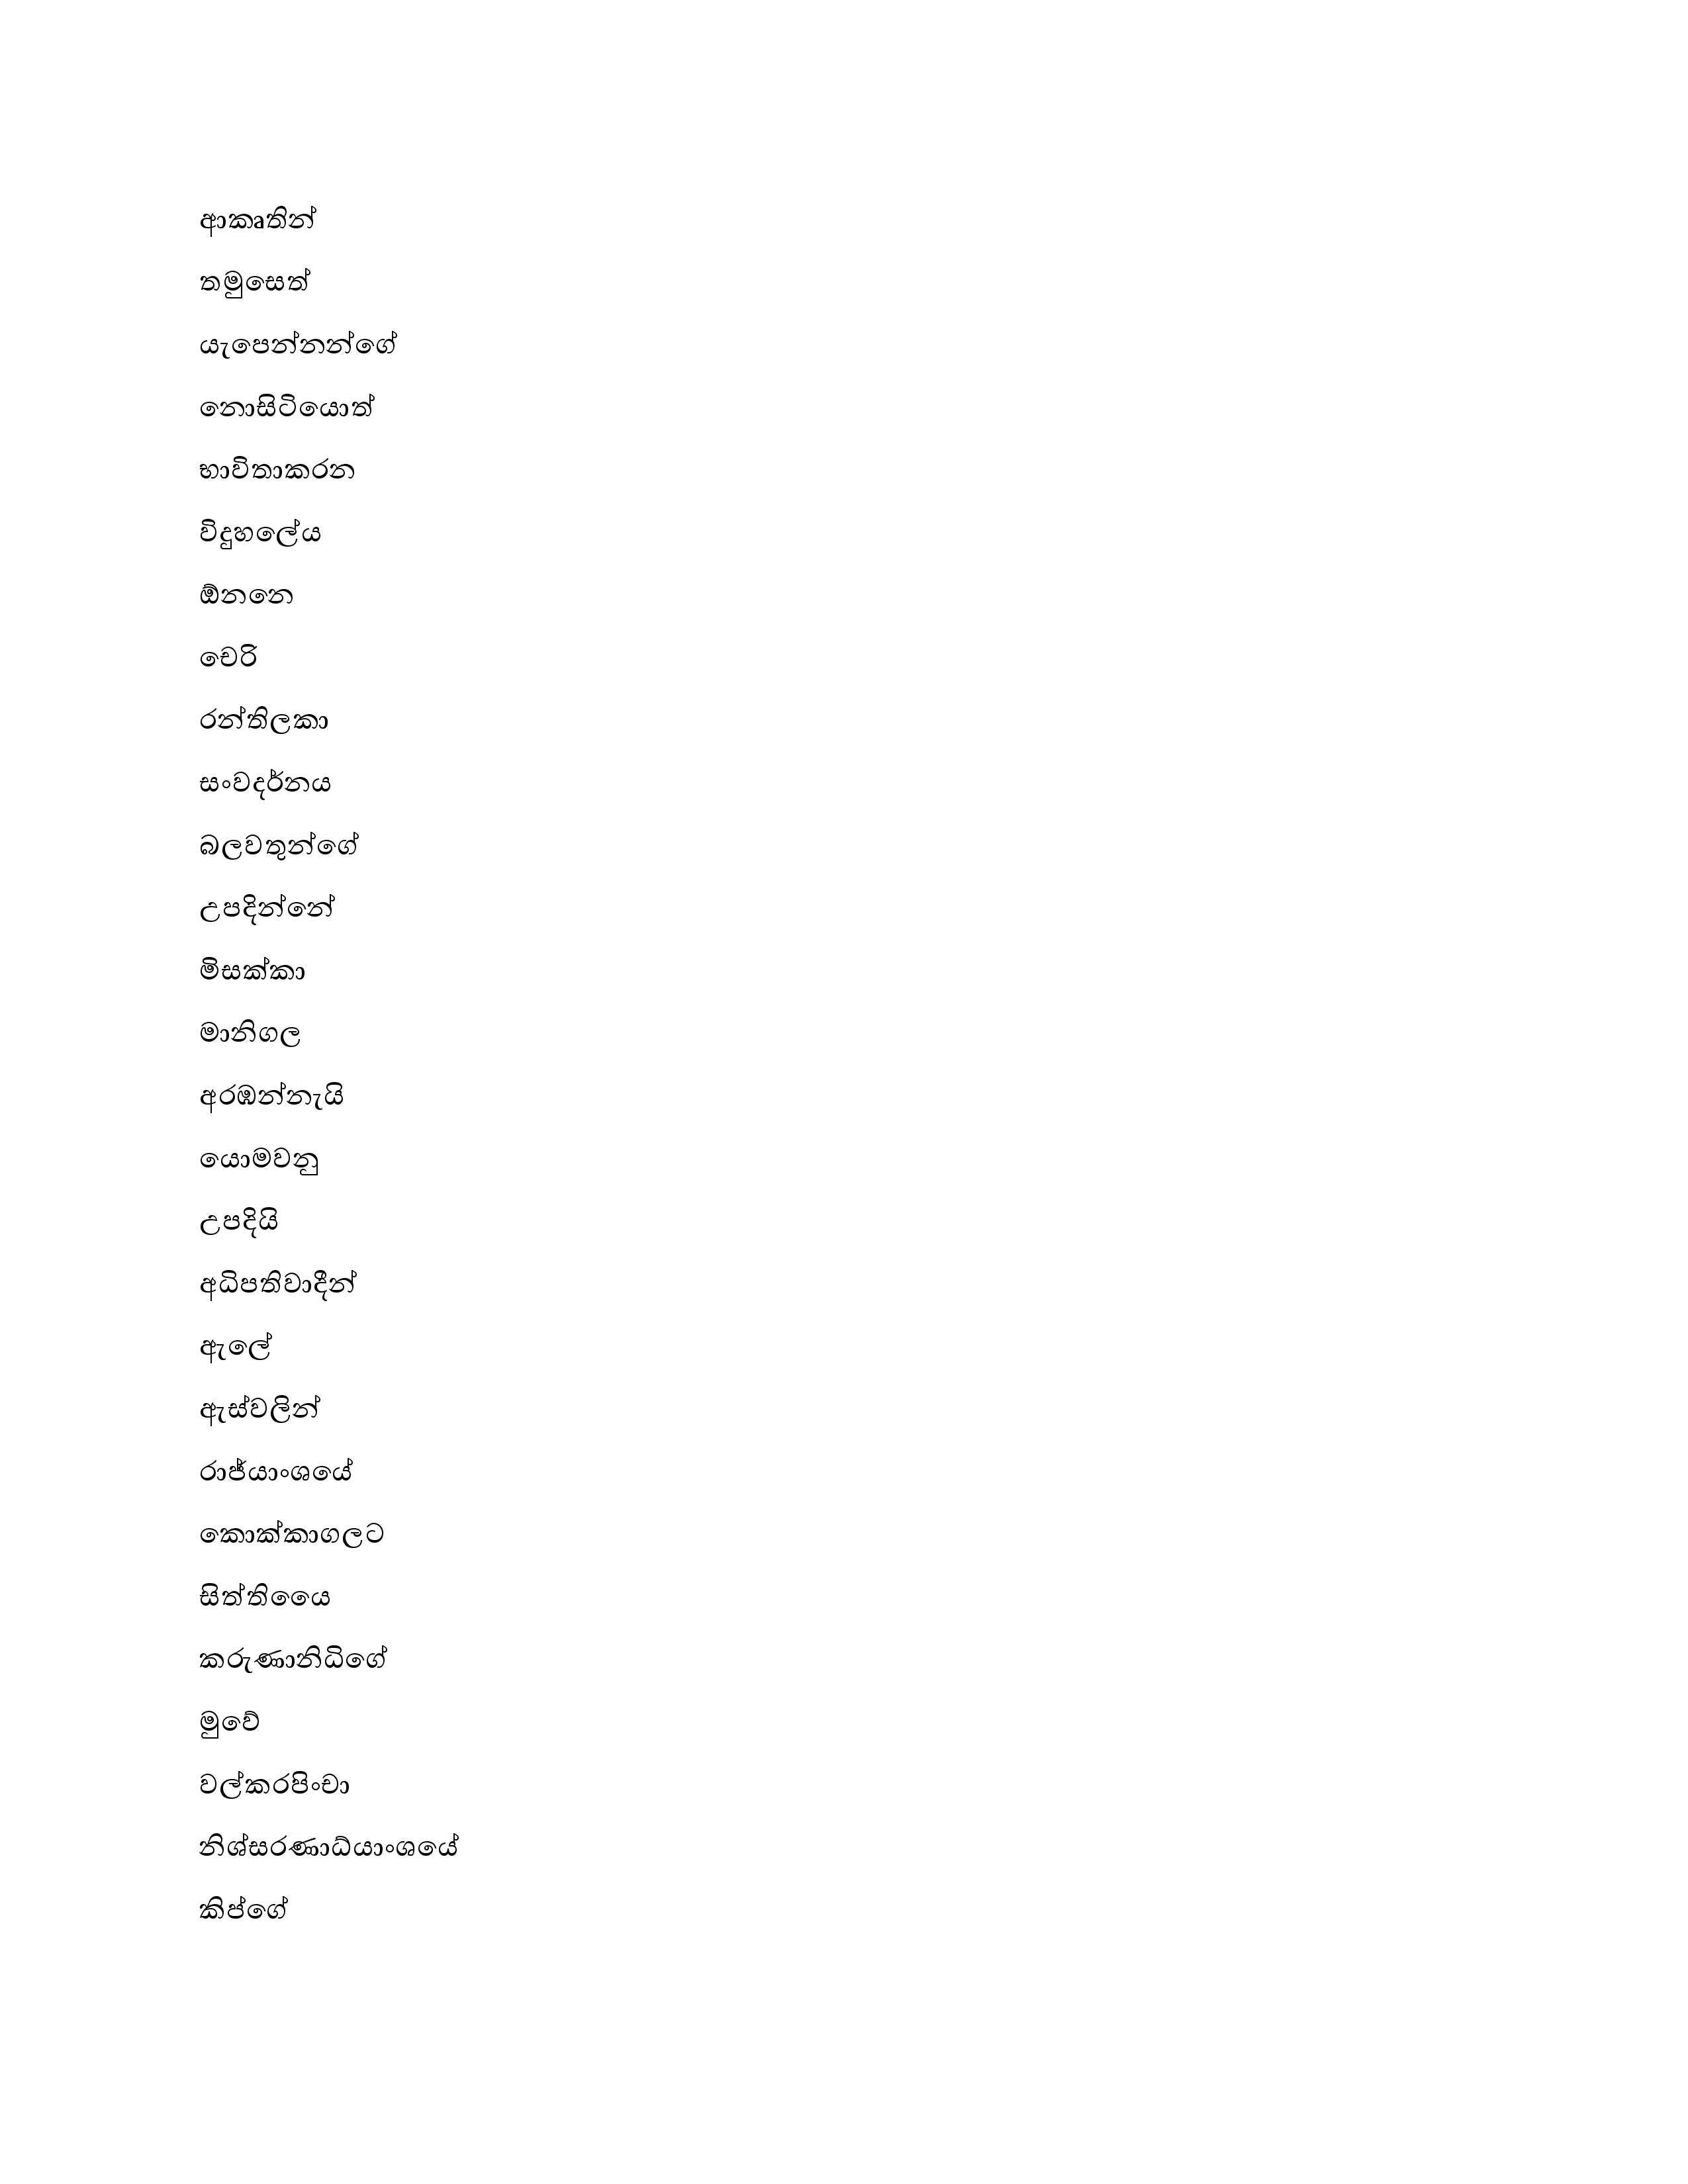 ආකෘතින්
තමුසෙත්
යැපෙන්නන්ගේ
නොසිටියොත්
භාවිතාකරන
විදුහලේය
ඕනනෙ
චෙරි
රන්තිලකා
සංවදර්නය
බලවතුන්ගේ
උපදින්නේ
මිසක්කා
මානිගල
අරඹන්නැයි
යොමවනු
උපදියි
අධිපතිවාදීන්
ඇලේ
ඇස්වලින්
රාජ්යාංශයේ
කොක්කාගලට
සිත්තියෛ
කරුණානිධිගේ
මුවේ
වල්කරපිංචා
නිශ්සරණාධ්යාංශයේ
කිප්ගේ